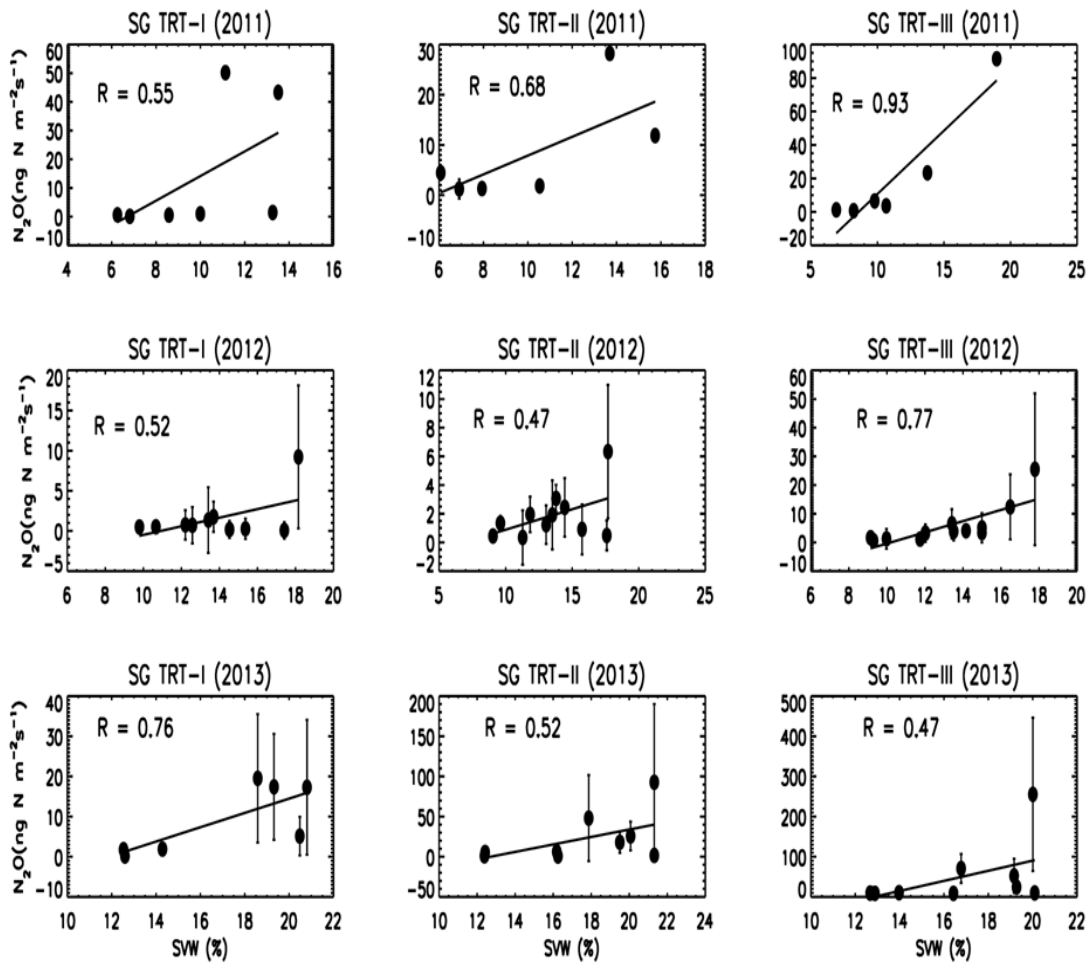 SG TRT-I (2011)
SG TRT-II (2011)
SG TRT-III (2011)
N₂O(ng N m⁻²s⁻¹)
60
50
40
30
20
10
0
-10
R = 0.55
4 6 8 10 12 14 16
30
20
10
0
-10
R = 0.68
6 8 10 12 14 16 18
100
80
60
40
20
0
-20
R = 0.93
5 10 15 20 25
SG TRT-I (2012)
SG TRT-II (2012)
SG TRT-III (2012)
N₂O(ng N m⁻²s⁻¹)
20
15
10
5
0
-5
R = 0.52
6 8 10 12 14 16 18 20
12
10
8
6
4
2
0
-2
R = 0.47
5 10 15 20 25
60
50
40
30
20
10
0
-10
R = 0.77
6 8 10 12 14 16 18 20
SG TRT-I (2013)
SG TRT-II (2013)
SG TRT-III (2013)
N₂O(ng N m⁻²s⁻¹)
40
30
20
10
0
-10
R = 0.76
10 12 14 16 18 20 22
SVW (%)
200
150
100
50
0
-50
R = 0.52
10 12 14 16 18 20 22 24
SVW (%)
500
400
300
200
100
0
R = 0.47
10 12 14 16 18 20 22
SVW (%)